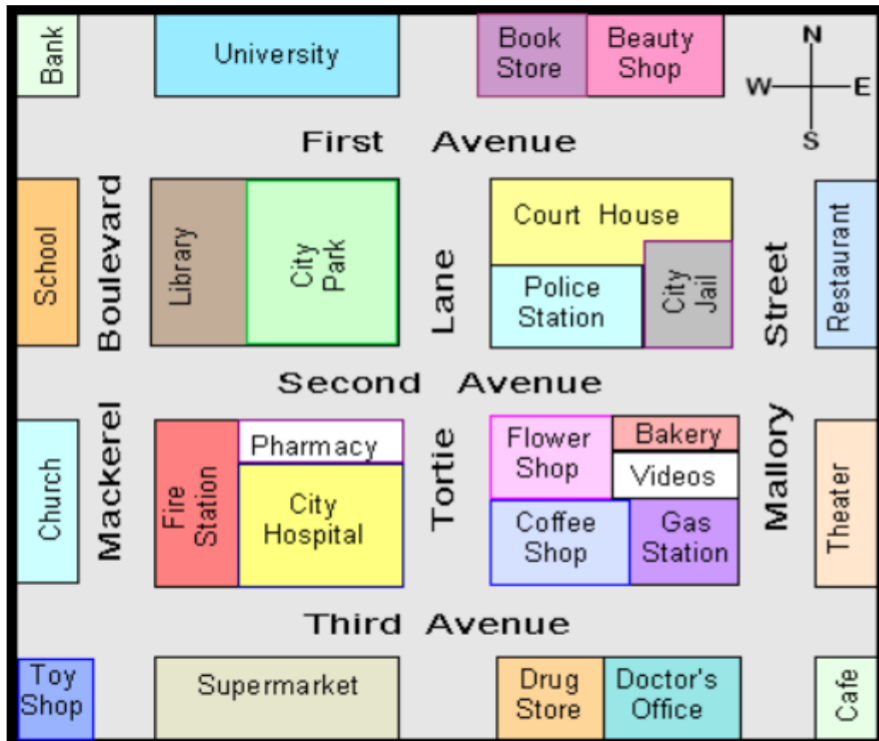 Bank
University
Book
Store
Beauty
Shop
N
W
E
S
First Avenue
School
Boulevard
Library
City
Park
Lane
Court House
Police
Station
City
Jail
Street
Restaurant
Second Avenue
Church
Mackerel
Fire
Station
Pharmacy
City
Hospital
Tortie
Flower
Shop
Bakery
Videos
Coffee
Shop
Gas
Station
Mallory
Theater
Third Avenue
Toy
Shop
Supermarket
Drug
Store
Doctor's
Office
Cafe